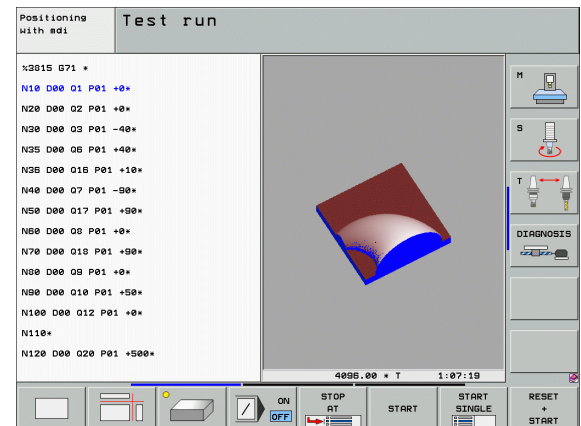 Positioning
with mdi
Test run
%3815 G71 *
N10 D00 Q1 P01 +0*
N20 D00 Q2 P01 +0*
N30 D00 Q3 P01 -40*
N35 D00 Q6 P01 +40*
N36 D00 Q16 P01 +10*
N40 D00 Q7 P01 -90*
N50 D00 Q17 P01 +90*
N60 D00 Q8 P01 +0*
N70 D00 Q18 P01 +90*
N80 D00 Q9 P01 +0*
N90 D00 Q10 P01 +50*
N100 D00 Q12 P01 +0*
N110*
N120 D00 Q20 P01 +500*
4096.00 * T 1:07:19
M
S
T
DIAGNOSIS
ON
OFF
STOP
AT
START
START
SINGLE
RESET
+
START